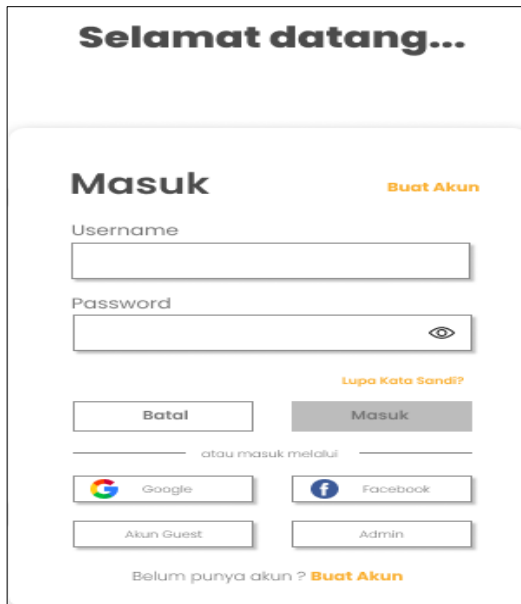 Selamat datang...
Masuk
Buat Akun
Username
Password
Lupa Kata Sandi?
Batal
Masuk
atau masuk melalui
Google
Facebook
Akun Guest
Admin
Belum punya akun ? Buat Akun